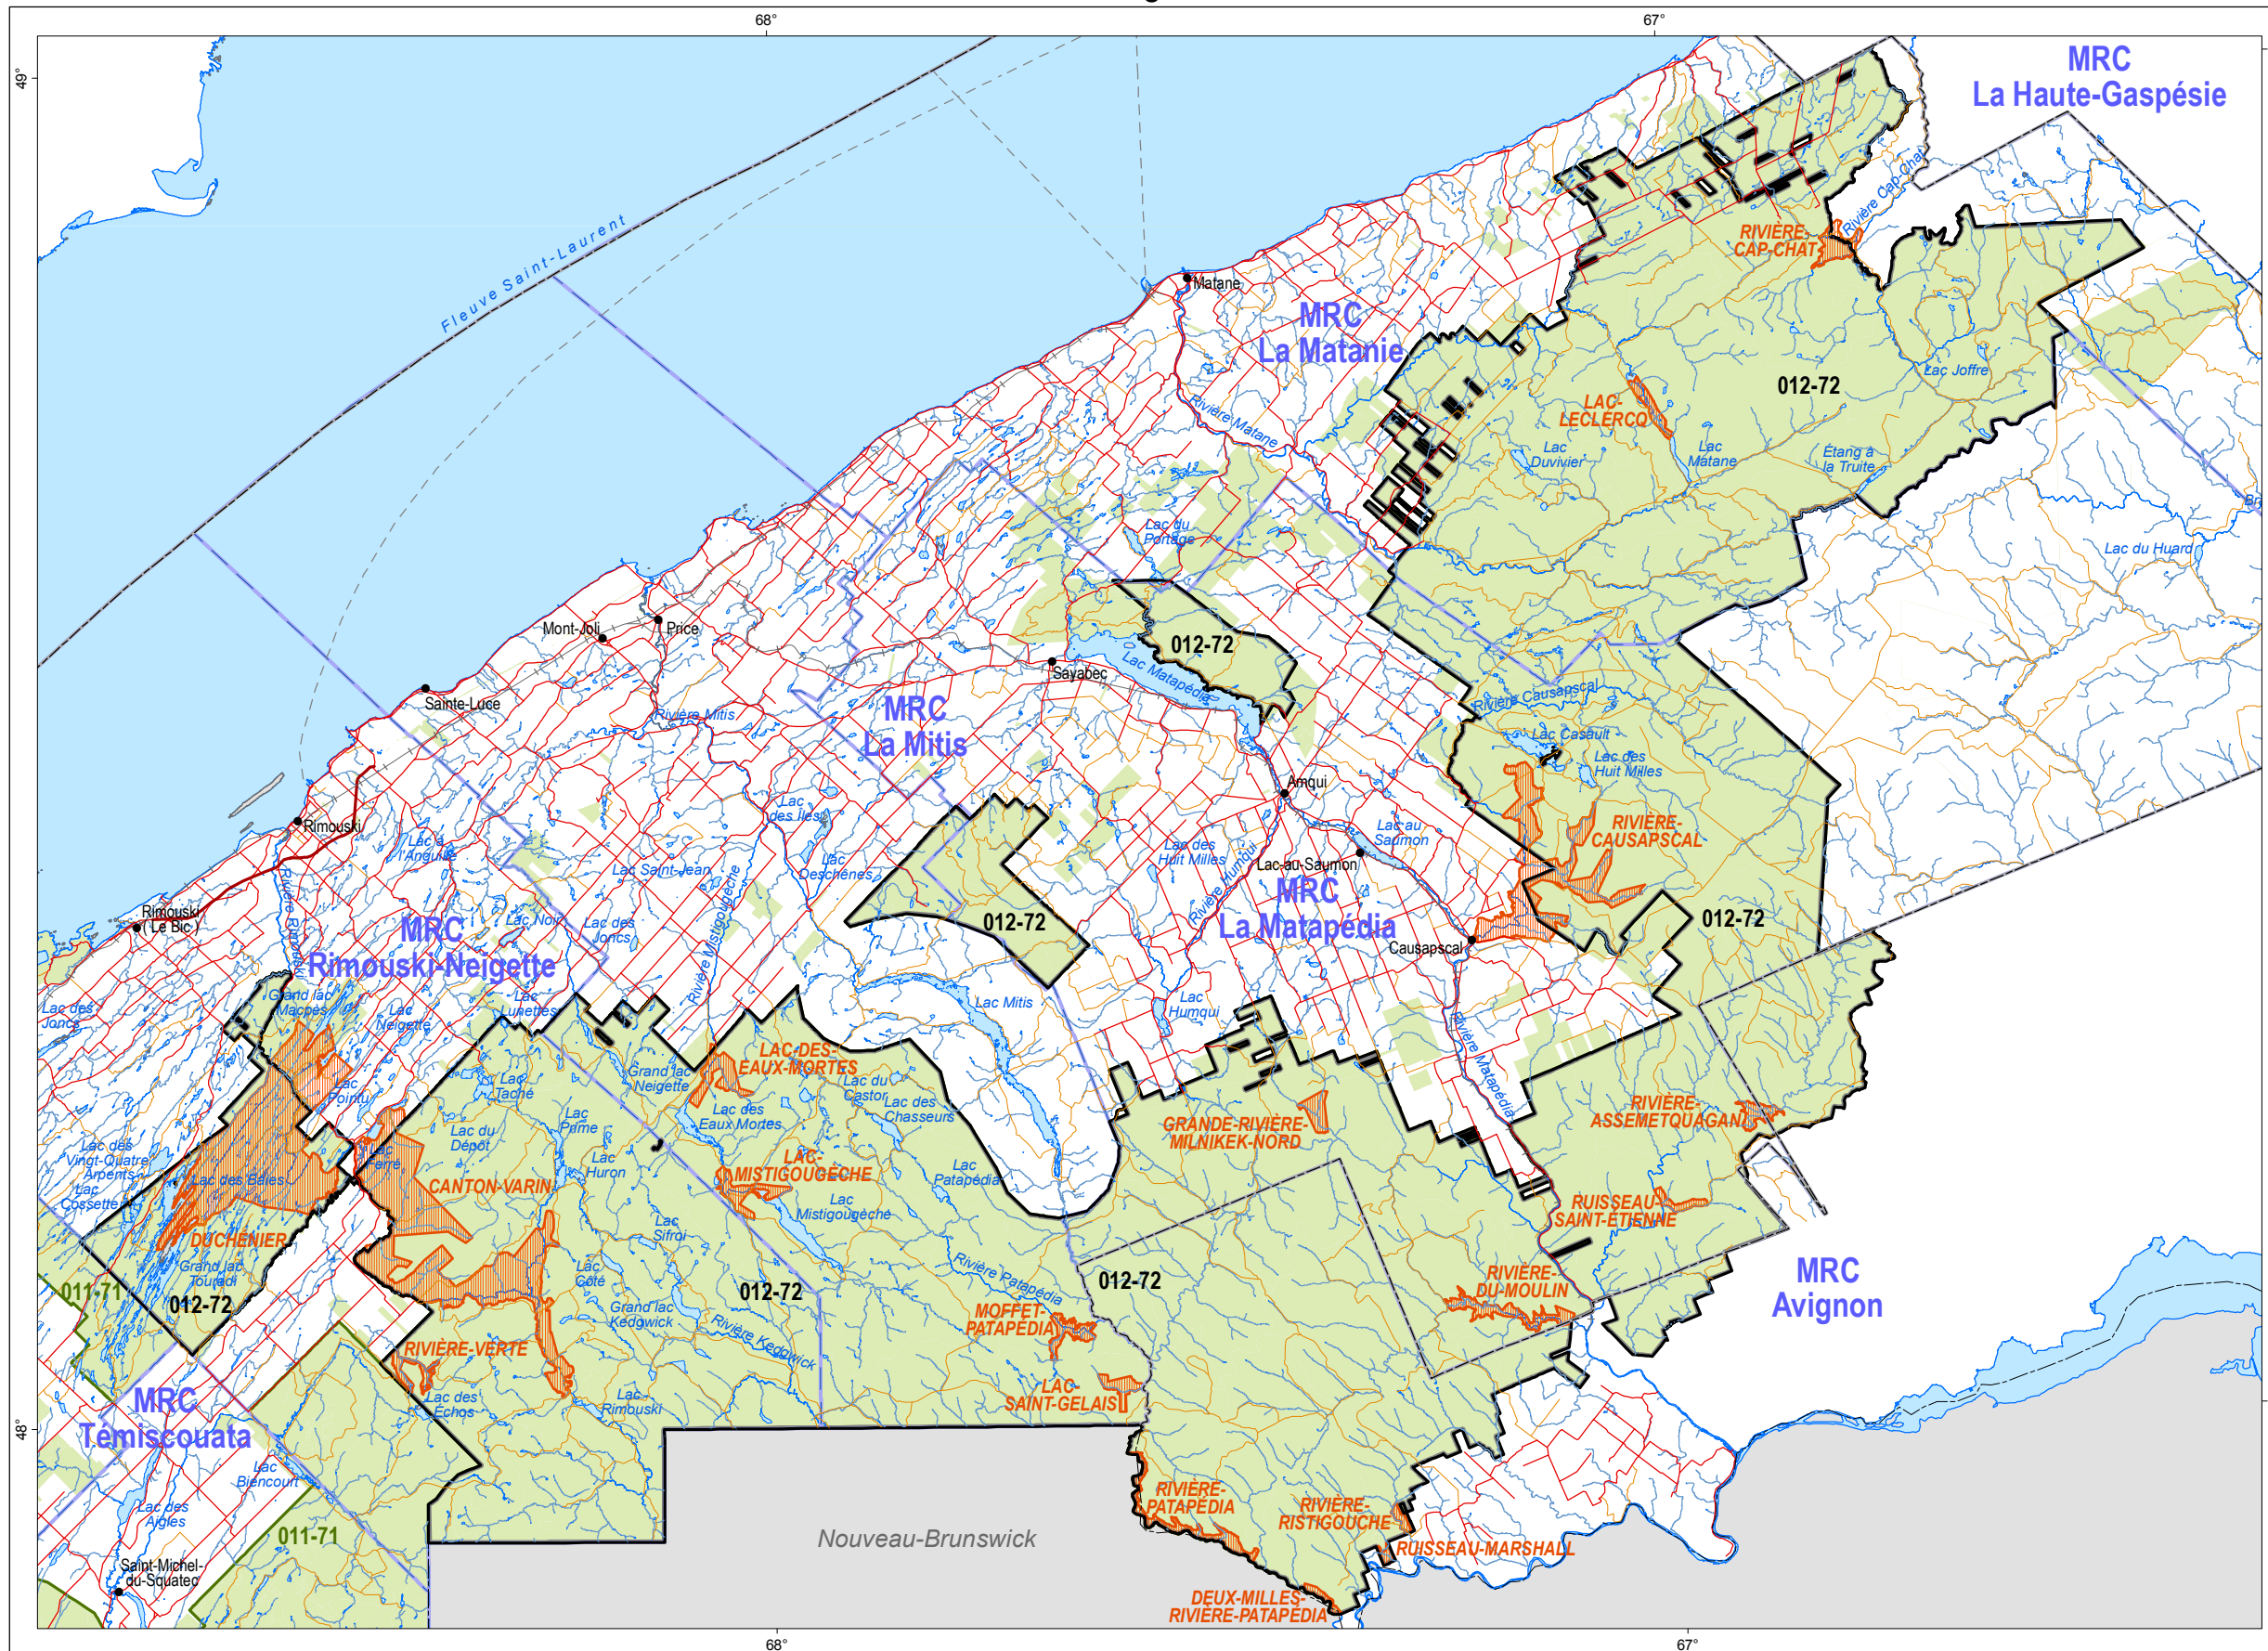 68°
67°
49°
MRC
La Haute-Gaspésie
Fleuve Saint-Laurent
Rivière Cap-Chat
RIVIÈRE-
CAP-CHAT
Matane
MRC
La Matanie
Rivière Matane
LAC-
LECLERCQ
012-72
Lac Joffre
Lac
Duvivier
Lac
Matane
Étang à
la Truite
Lac du
Portage
Lac du Huard
Mont-Joli
Price
Sayabec
012-72
Lac Matapédia
Sainte-Luce
Rivière Mitis
MRC
La Mitis
Rivière Causapscal
Lac Casault
Lac des
Huit Milles
Amqui
Rimouski
Lac à
l'Anguille
Lac
des Îles
Lac
Deschênes
Lac Saint-Jean
Lac des
Huit Milles
Rivière Humqui
Lac au
Saumon
Lac-au-Saumon
RIVIÈRE-
CAUSAPSCAL
MRC
La Matapédia
Rimouski
( Le Bic )
Rivière Rimouski
MRC
Rimouski-Neigette
Lac Noir
Lac des
Joncs
Rivière Mistigougèche
012-72
Causapscal
012-72
Lac des
Joncs
Grand lac
Macpès
Lac
Neigette
Lac
Lunettes
Lac Mitis
Lac
Humqui
Rivière Matapédia
Lac
Pointu
Lac
Taché
Grand lac
Neigette
LAC-DES-
EAUX-MORTES
Lac des
Eaux Mortes
Lac du
Castor
Lac des
Chasseurs
GRANDE-RIVIÈRE-
MILNIKEK-NORD
RIVIÈRE-
ASSEMETQUAGAN
Lac des
Vingt-Quatre
Arpents
Lac
Cossette
Lac des Baies
Lac
Ferré
Lac du
Dépôt
Lac
Prime
Lac
Huron
CANTON-VARIN
LAC-
MISTIGOUGÈCHE
Lac
Mistigougèche
Lac
Patapédia
RUISSEAU-
SAINT-ÉTIENNE
DUCHÉNIER
Grand lac
Touradi
Lac
Sifroi
Lac
Côté
011-71
012-72
012-72
Rivière Patapédia
012-72
RIVIÈRE-
DU-MOULIN
MRC
Avignon
Grand lac
Kedgwick
Rivière Kedgwick
MOFFET-
PATAPÉDIA
RIVIÈRE-VERTE
Lac des
Échos
Lac
Rimouski
LAC-
SAINT-GELAIS
48°
MRC
Témiscouata
Lac
Biencourt
Lac des
Aigles
011-71
Nouveau-Brunswick
RIVIÈRE-
PATAPÉDIA
RIVIÈRE-
RISTIGOUCHE
RUISSEAU-MARSHALL
Saint-Michel-
du-Squatec
DEUX-MILLES-
RIVIÈRE-PATAPÉDIA
68°
67°